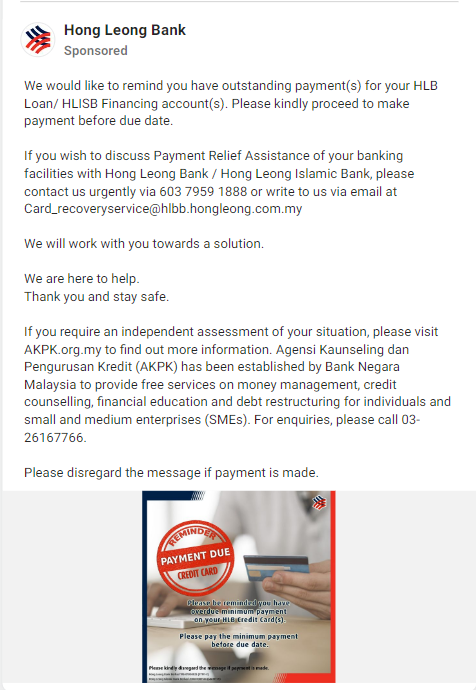 Hong Leong Bank
Sponsored
We would like to remind you have outstanding payment(s) for your HLB
Loan/ HLISB Financing account(s). Please kindly proceed to make
payment before due date.
If you wish to discuss Payment Relief Assistance of your banking
facilities with Hong Leong Bank / Hong Leong Islamic Bank, please
contact us urgently via 603 7959 1888 or write to us via email at
Card_recoveryservice@hlbb.hongleong.com.my
We will work with you towards a solution.
We are here to help.
Thank you and stay safe.
If you require an independent assessment of your situation, please visit
AKPK.org.my to find out more information. Agensi Kaunseling dan
Pengurusan Kredit (AKPK) has been established by Bank Negara
Malaysia to provide free services on money management, credit
counselling, financial education and debt restructuring for individuals and
small and medium enterprises (SMEs). For enquiries, please call 03-
26167766.
Please disregard the message if payment is made.
REMINDER
PAYMENT DUE
CREDIT CARD
Please be reminded you have
overdue minimum payment
on your HLB Credit Card(s).
Please pay the minimum payment
before due date.
Please kindly disregard the message if payment is made.